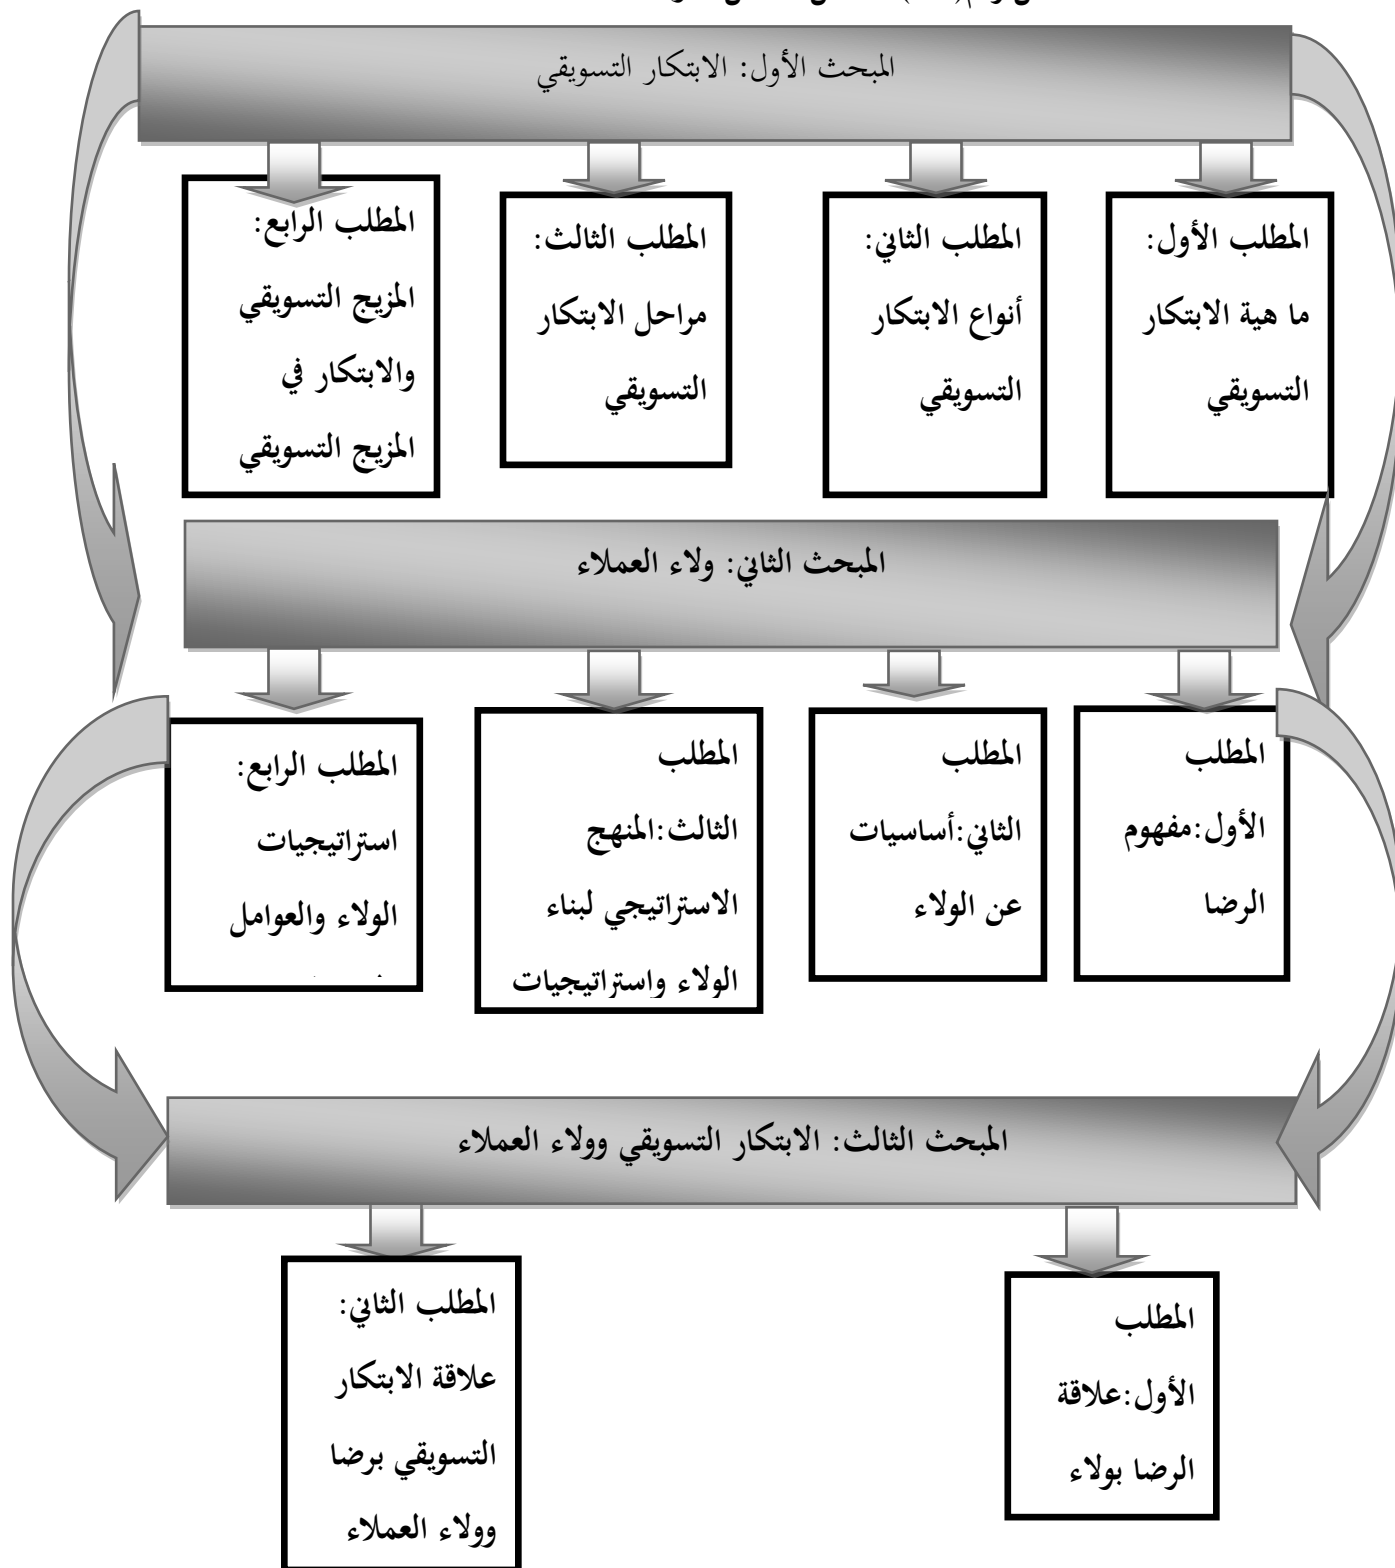 المبحث الأول: الابتكار التسويقي
المطلب الأول:
ما هية الابتكار
التسويقي
المطلب الثاني:
أنواع الابتكار
التسويقي
المطلب الثالث:
مراحل الابتكار
التسويقي
المطلب الرابع:
المزيج التسويقي
والابتكار في
المزيج التسويقي
المبحث الثاني: ولاء العملاء
المطلب
الأول:مفهوم
الرضا
المطلب
الثاني:أساسيات
عن الولاء
المطلب
الثالث:المنهج
الاستراتيجي لبناء
الولاء واستراتيجيات
المطلب الرابع:
استراتيجيات
الولاء والعوامل
المبحث الثالث: الابتكار التسويقي وولاء العملاء
المطلب
الأول:علاقة
الرضا بولاء
المطلب الثاني:
علاقة الابتكار
التسويقي برضا
وولاء العملاء